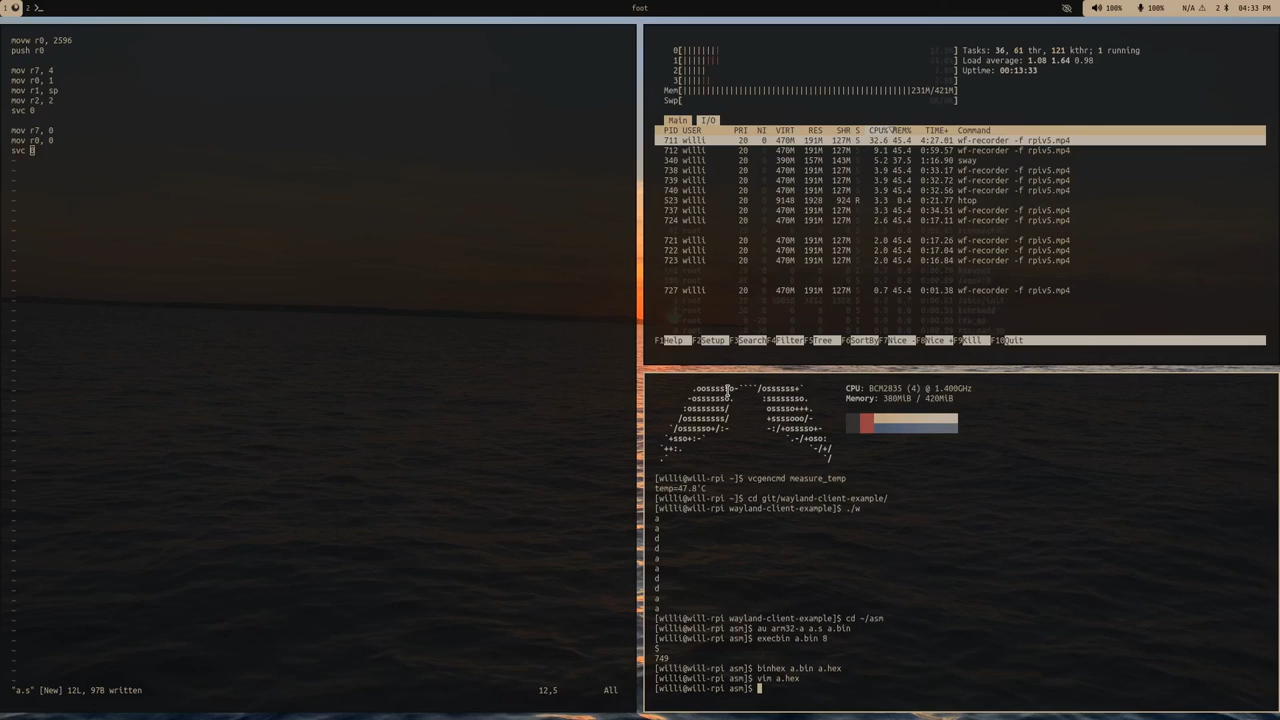 1 2 >_ foot 100% 100% N/A 2 04:33 PM
movw r0, 2596
push r0
mov r7, 4
mov r0, 1
mov r1, sp
mov r2, 2
svc 0
mov r7, 0
mov r0, 0
svc 0
~
"a.s" [New] 12L, 97B written 12,5 All
0[|||||||| ] Tasks: 36, 61 thr, 121 kthr; 1 running
1[|||||||| ] Load average: 1.08 1.64 0.98
2[||||| ] Uptime: 00:13:33
3[|||||| ]
Mem[||||||||||||||||||||||||||||||||||||||||||||||||||231M/421M]
Swp[ ]
Main I/O
PID USER PRI NI VIRT RES SHR S CPU%▽MEM% TIME+ Command
711 willi 20 0 470M 191M 127M S 32.6 45.4 4:27.01 wf-recorder -f rpiv5.mp4
712 willi 20 0 470M 191M 127M S 9.1 45.4 0:59.57 wf-recorder -f rpiv5.mp4
340 willi 20 0 390M 157M 143M S 5.2 37.5 1:16.90 sway
738 willi 20 0 470M 191M 127M S 3.9 45.4 0:33.17 wf-recorder -f rpiv5.mp4
739 willi 20 0 470M 191M 127M S 3.9 45.4 0:32.72 wf-recorder -f rpiv5.mp4
740 willi 20 0 470M 191M 127M S 3.9 45.4 0:32.56 wf-recorder -f rpiv5.mp4
523 willi 20 0 9148 1928 924 R 3.3 0.4 0:21.77 htop
737 willi 20 0 470M 191M 127M S 3.3 45.4 0:34.51 wf-recorder -f rpiv5.mp4
724 willi 20 0 470M 191M 127M S 2.6 45.4 0:17.11 wf-recorder -f rpiv5.mp4
721 willi 20 0 470M 191M 127M S 2.0 45.4 0:17.26 wf-recorder -f rpiv5.mp4
722 willi 20 0 470M 191M 127M S 2.0 45.4 0:17.04 wf-recorder -f rpiv5.mp4
723 willi 20 0 470M 191M 127M S 2.0 45.4 0:16.84 wf-recorder -f rpiv5.mp4
727 willi 20 0 470M 191M 127M S 0.7 45.4 0:01.38 wf-recorder -f rpiv5.mp4
F1Help F2Setup F3Search F4Filter F5Tree F6SortBy F7Nice - F8Nice + F9Kill F10Quit
CPU: BCM2835 (4) @ 1.400GHz
Memory: 380MiB / 420MiB
[willi@will-rpi ~]$ vcgencmd measure_temp
temp=47.8'C
[willi@will-rpi ~]$ cd git/wayland-client-example/
[willi@will-rpi wayland-client-example]$ ./w
a
a
d
d
a
a
d
d
a
a
[willi@will-rpi wayland-client-example]$ cd ~/asm
[willi@will-rpi asm]$ au arm32-a a.s a.bin
[willi@will-rpi asm]$ execbin a.bin 8
$
749
[willi@will-rpi asm]$ binhex a.bin a.hex
[willi@will-rpi asm]$ vim a.hex
[willi@will-rpi asm]$